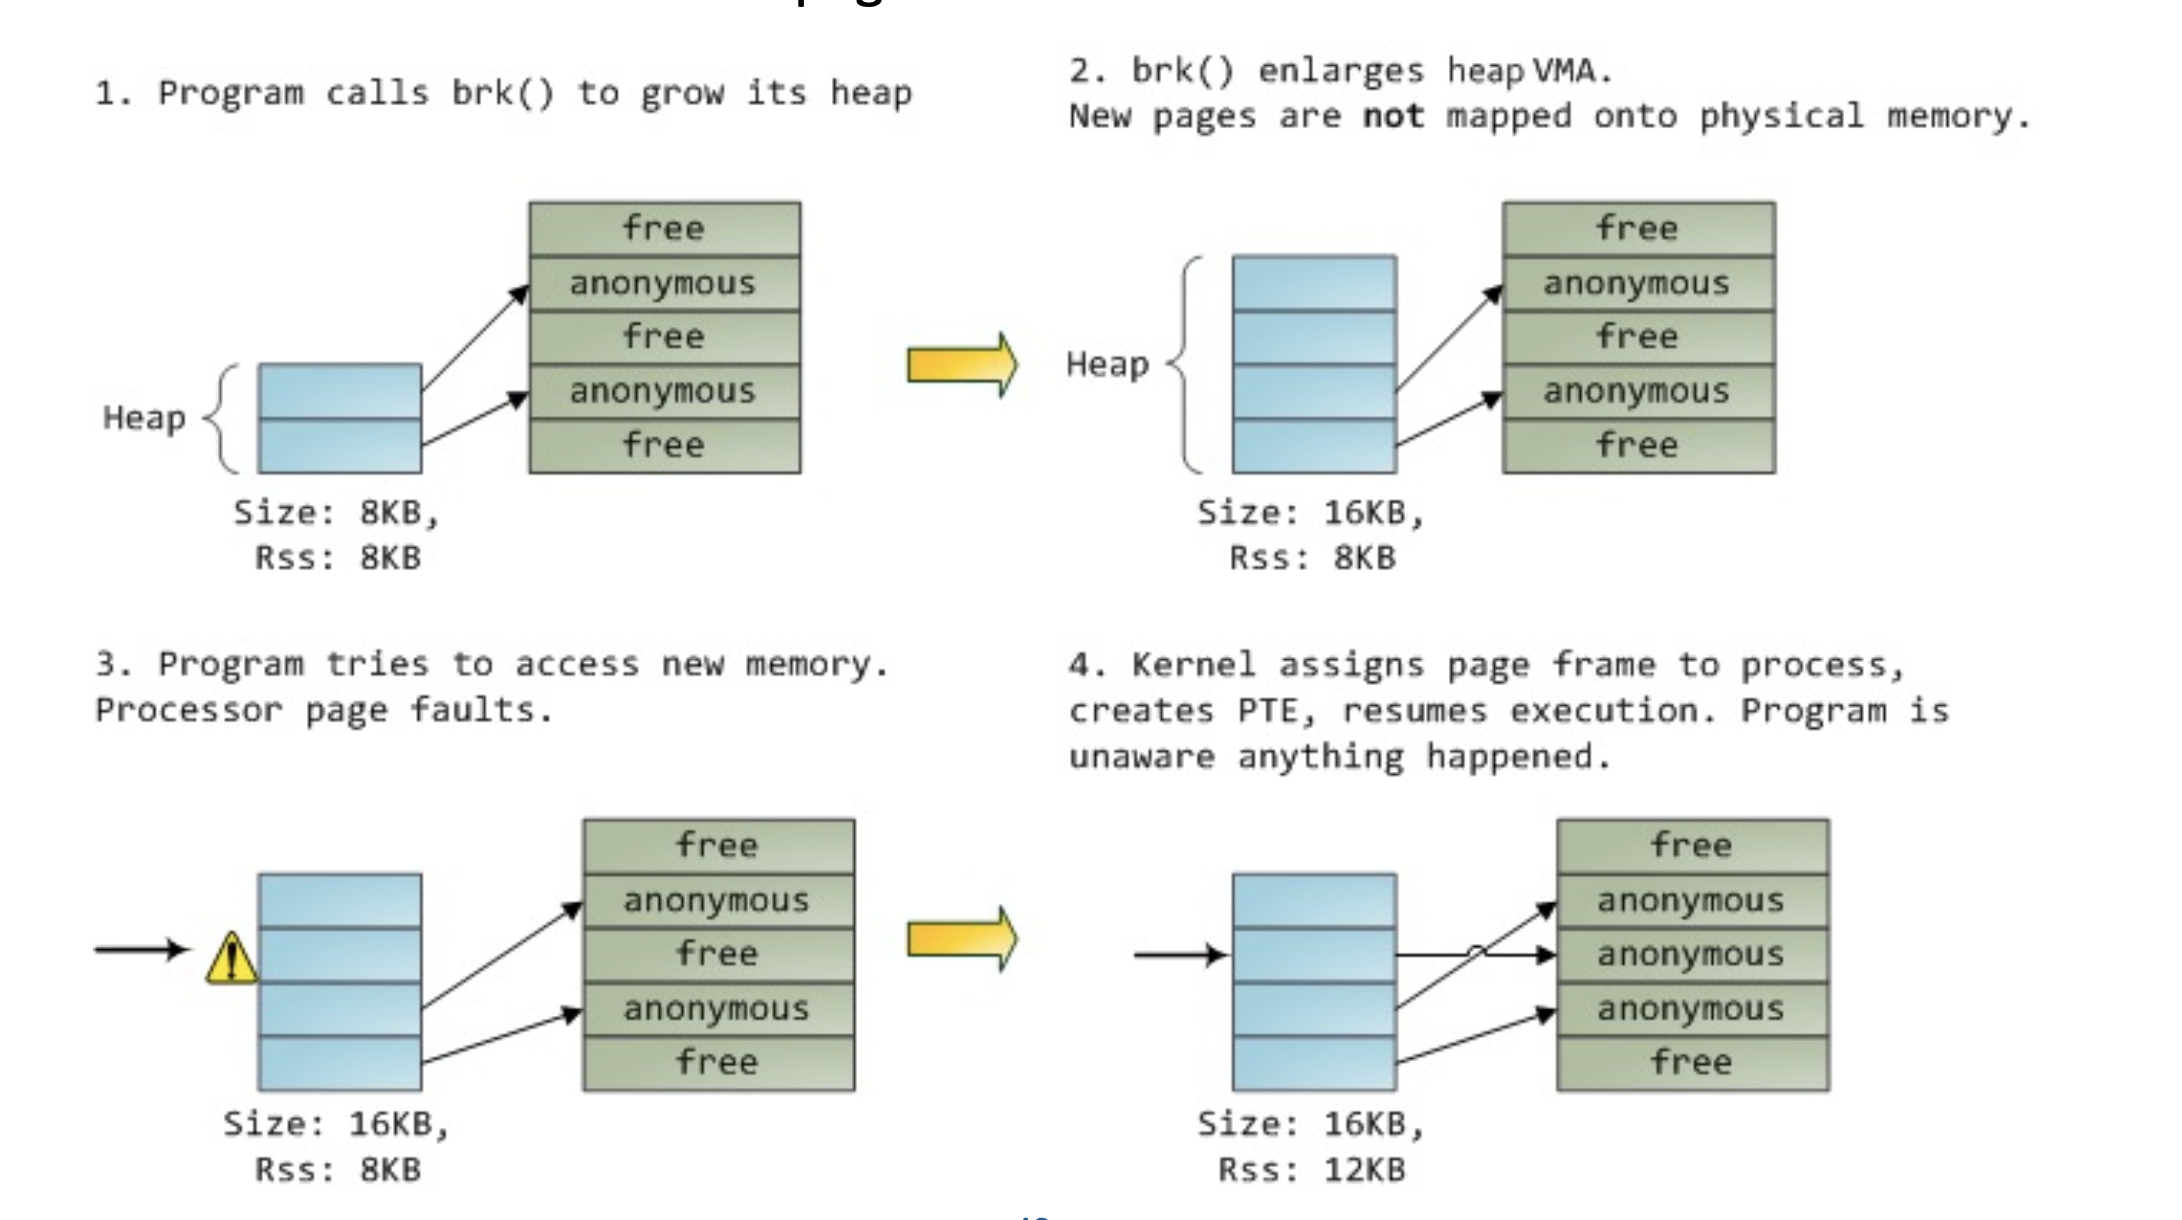 1. Program calls brk() to grow its heap
2. brk() enlarges heap VMA.
New pages are not mapped onto physical memory.
free
anonymous
free
anonymous
free
Heap
Size: 8KB,
Rss: 8KB
free
anonymous
free
anonymous
free
Heap
Size: 16KB,
Rss: 8KB
3. Program tries to access new memory.
Processor page faults.
4. Kernel assigns page frame to process,
creates PTE, resumes execution. Program is
unaware anything happened.
free
anonymous
free
anonymous
free
Size: 16KB,
Rss: 8KB
free
anonymous
anonymous
anonymous
free
Size: 16KB,
Rss: 12KB